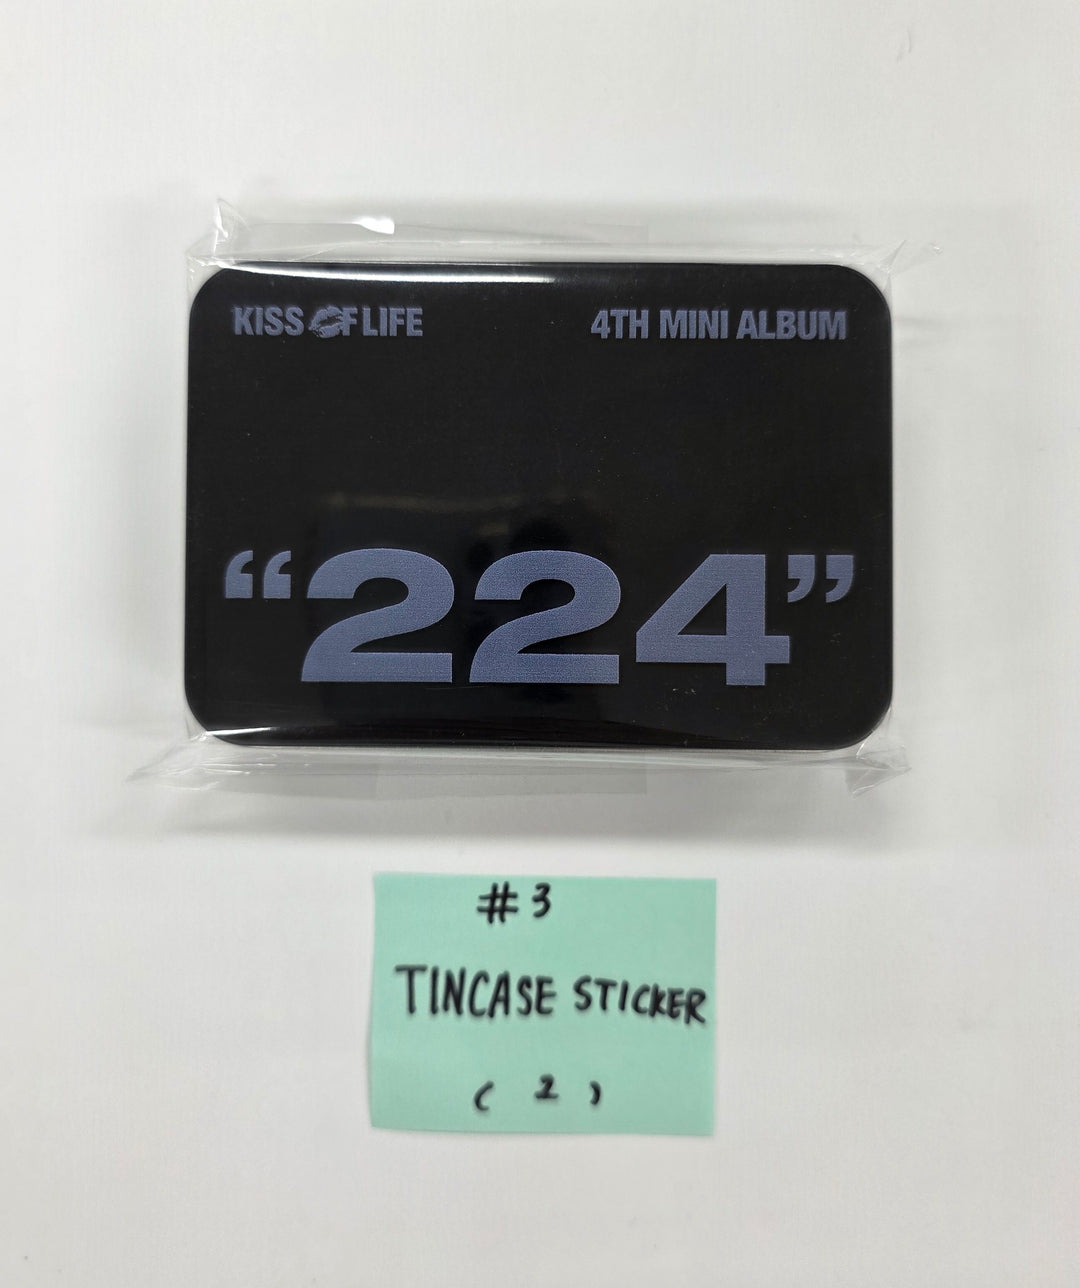 KISS OF LIFE
4TH MINI ALBUM
“224”
#3
TINCASE STICKER
( 2 )